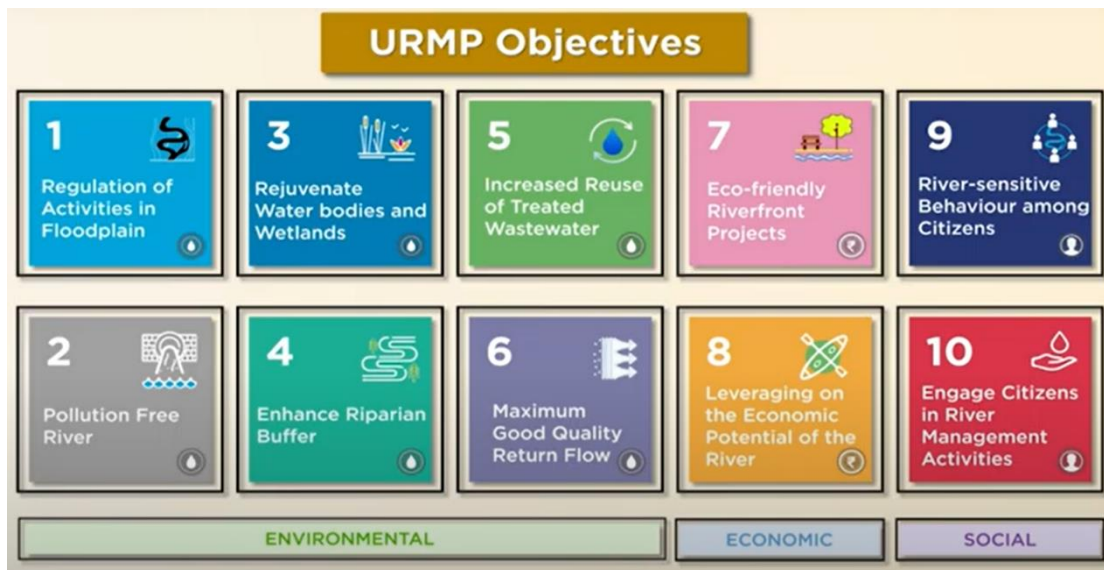 URMP Objectives
1
Regulation of
Activities in
Floodplain
2
Pollution Free
River
3
Rejuvenate
Water bodies and
Wetlands
4
Enhance Riparian
Buffer
5
Increased Reuse
of Treated
Wastewater
6
Maximum
Good Quality
Return Flow
7
Eco-friendly
Riverfront
Projects
₹
8
Leveraging on
the Economic
Potential of the
River
₹
9
River-sensitive
Behaviour among
Citizens
10
Engage Citizens
in River
Management
Activities
ENVIRONMENTAL
ECONOMIC
SOCIAL